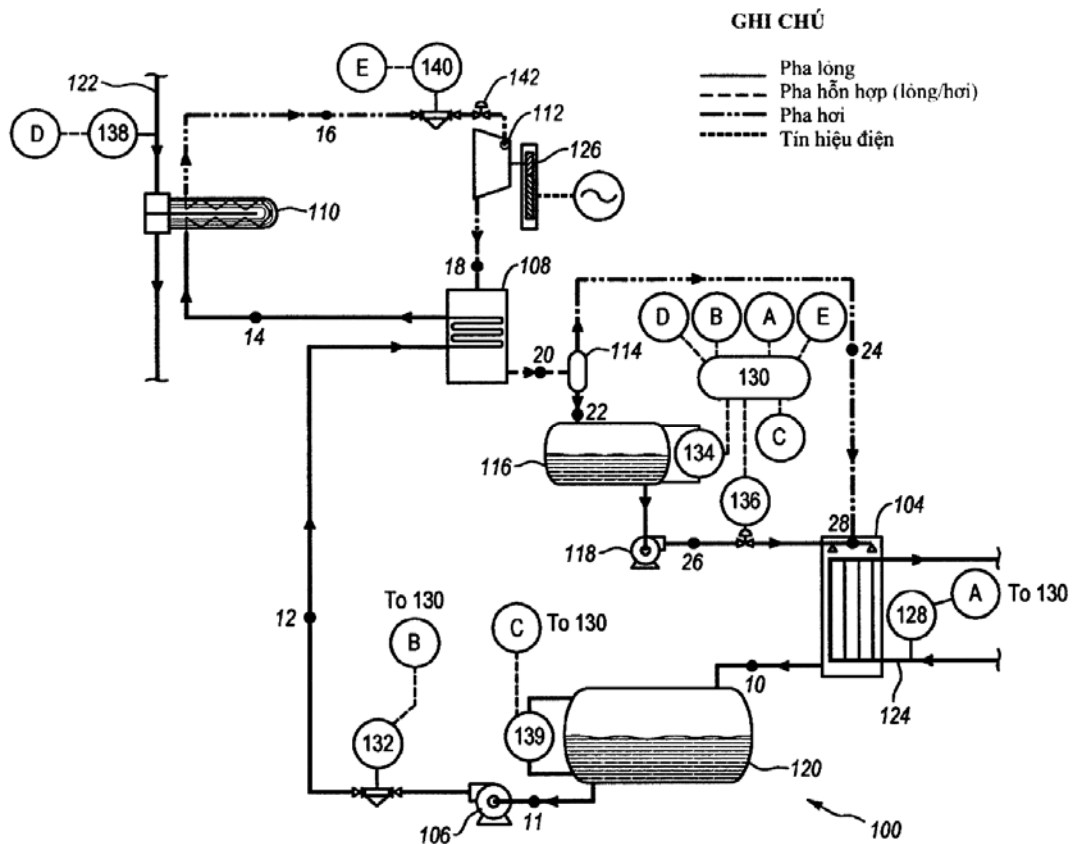 GHI CHÚ
Pha lỏng
Pha hỗn hợp (lỏng/hơi)
Pha hơi
Tín hiệu điện
122
E
140
142
D
138
16
112
126
110
18
108
14
20
114
D
B
A
E
130
24
22
C
116
134
136
28
104
118
26
12
To 130
B
C
To 130
128
A
To 130
10
124
132
139
120
106
11
100